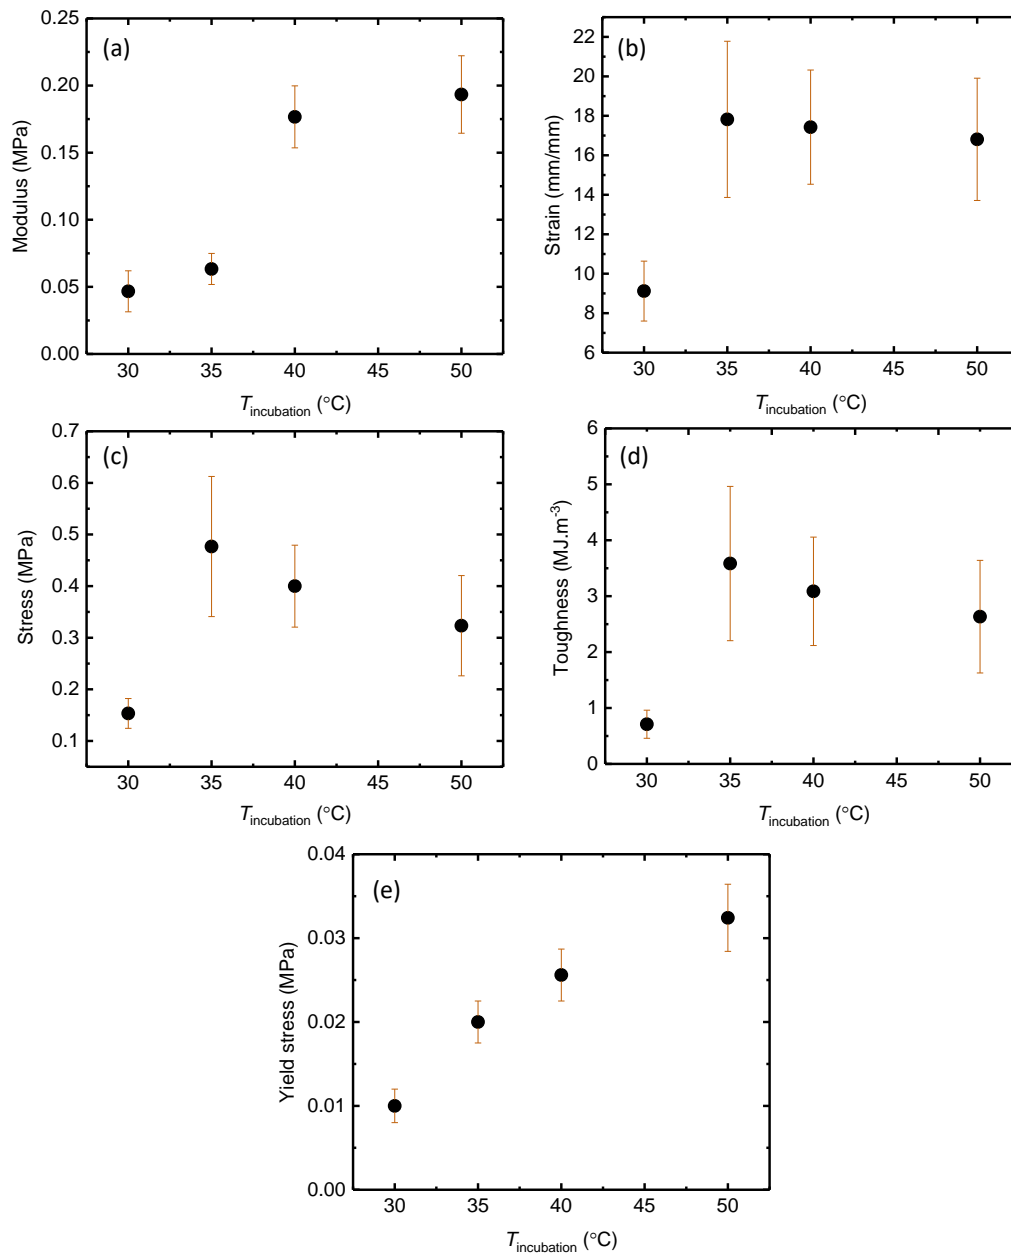 (a)
Modulus (MPa)
0.25
0.20
0.15
0.10
0.05
0.00
30 35 40 45 50
T incubation (°C)
(b)
Strain (mm/mm)
22
20
18
16
14
12
10
8
6
30 35 40 45 50
T incubation (°C)
(c)
Stress (MPa)
0.7
0.6
0.5
0.4
0.3
0.2
0.1
30 35 40 45 50
T incubation (°C)
(d)
Toughness (MJ.m-3)
6
5
4
3
2
1
0
30 35 40 45 50
T incubation (°C)
(e)
Yield stress (MPa)
0.04
0.03
0.02
0.01
0.00
30 35 40 45 50
T incubation (°C)